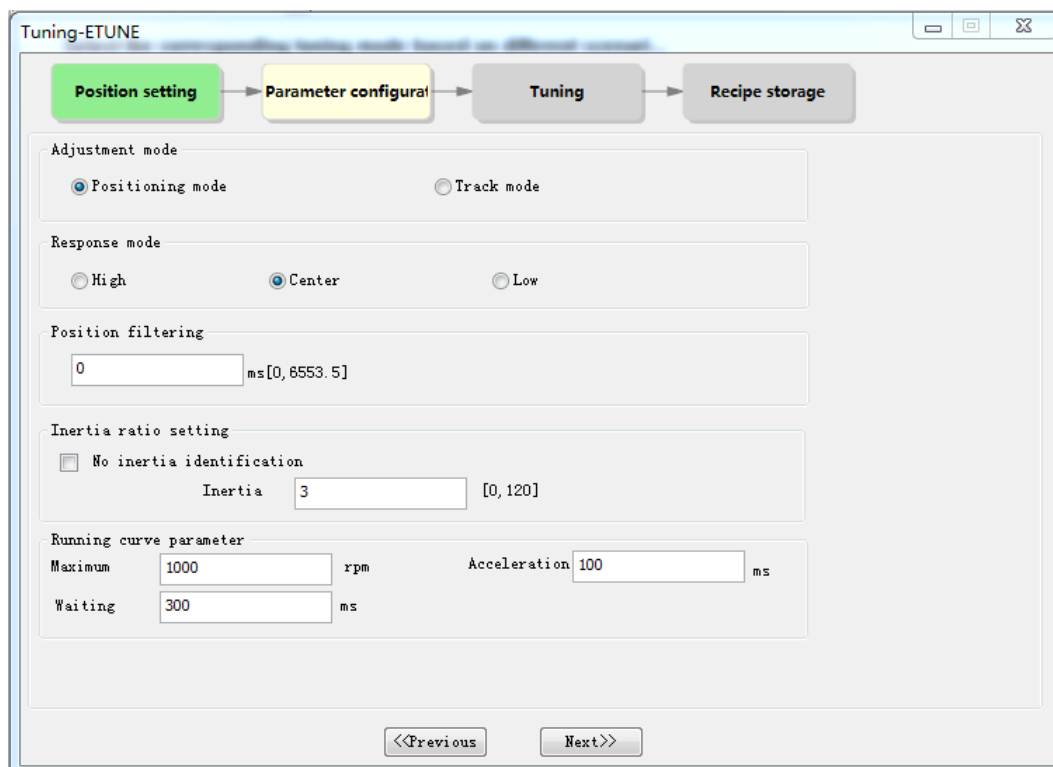 Tuning-ETUNE
Position setting
Parameter configurat
Tuning
Recipe storage
Adjustment mode
Positioning mode
Track mode
Response mode
High
Center
Low
Position filtering
0
ms[0,6553.5]
Inertia ratio setting
No inertia identification
Inertia
3
[0,120]
Running curve parameter
Maximum
1000
rpm
Acceleration
100
ms
Waiting
300
ms
<<Previous
Next>>